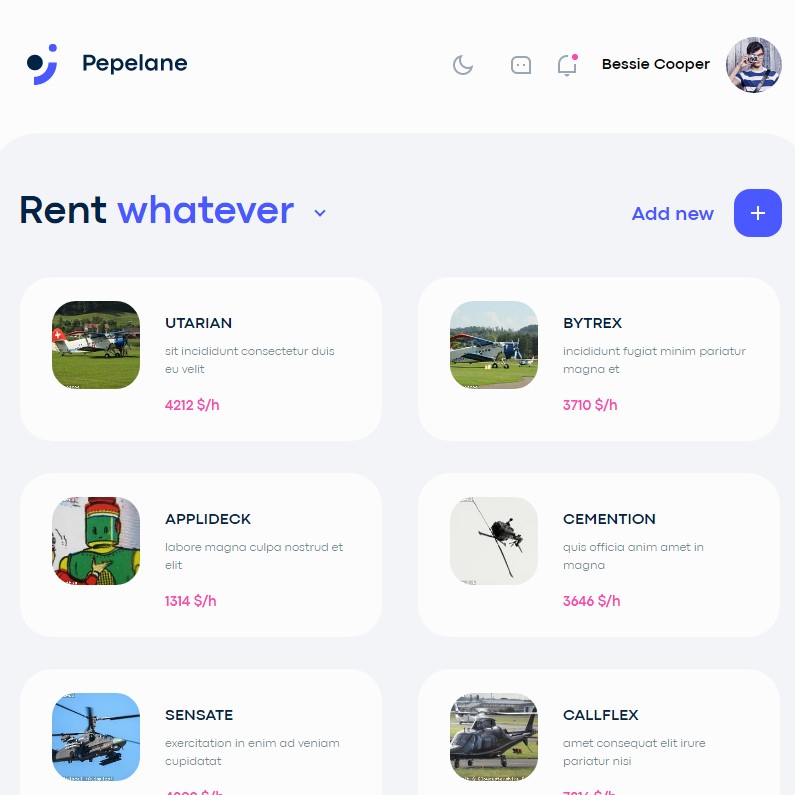 Pepelane
Bessie Cooper
Rent whatever
Add new
UTARIAN
sit incididunt consectetur duis
eu velit
4212 $/h
BYTREX
incididunt fugiat minim pariatur
magna et
3710 $/h
APPLIDECK
labore magna culpa nostrud et
elit
1314 $/h
CEMENTION
quis officia anim amet in
magna
3646 $/h
SENSATE
exercitation in enim ad veniam
cupidatat
CALLFLEX
amet consequat elit irure
pariatur nisi